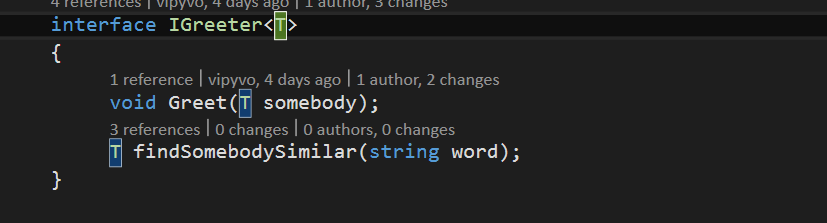 4 references | vipyvo, 4 days ago | 1 author, 3 changes
interface IGreeter<T>
{
1 reference | vipyvo, 4 days ago | 1 author, 2 changes
void Greet(T somebody);
3 references | 0 changes | 0 authors, 0 changes
T findSomebodySimilar(string word);
}